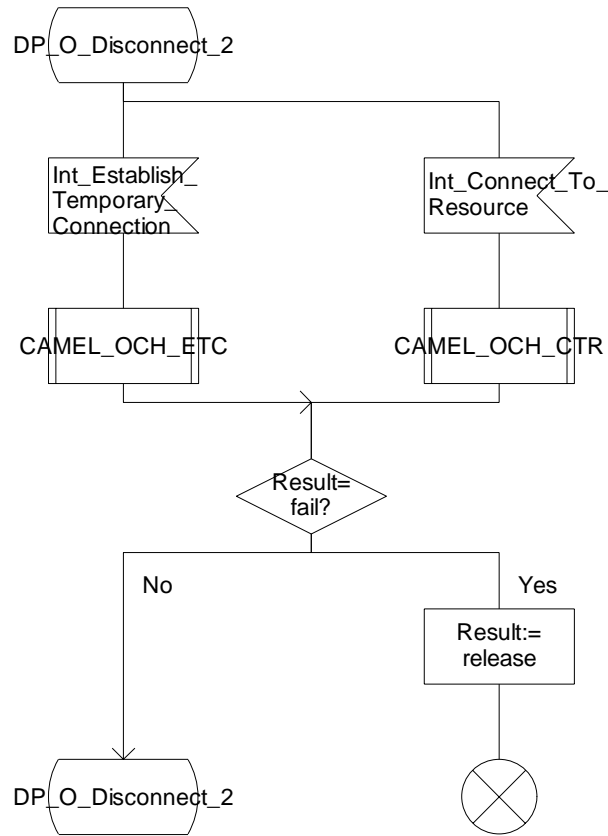 DP_O_Disconnect_2
Int_Establish_
Temporary_
Connection
Int_Connect_To_
Resource
CAMEL_OCH_ETC
CAMEL_OCH_CTR
Result=
fail?
No
Yes
Result:=
release
DP_O_Disconnect_2